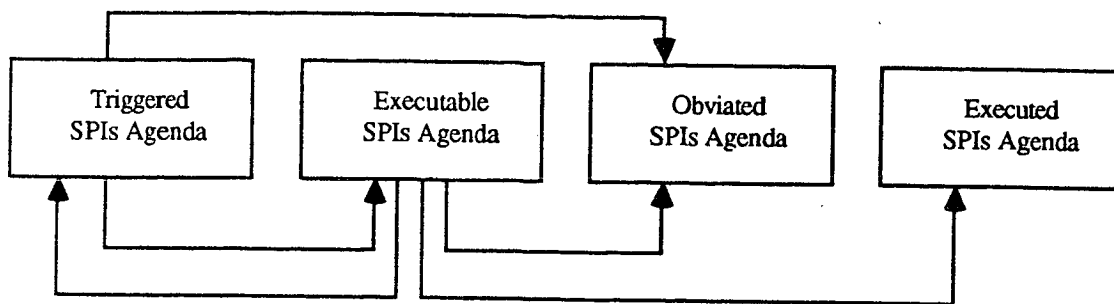 Triggered
SPIs Agenda
Executable
SPIs Agenda
Obviated
SPIs Agenda
Executed
SPIs Agenda